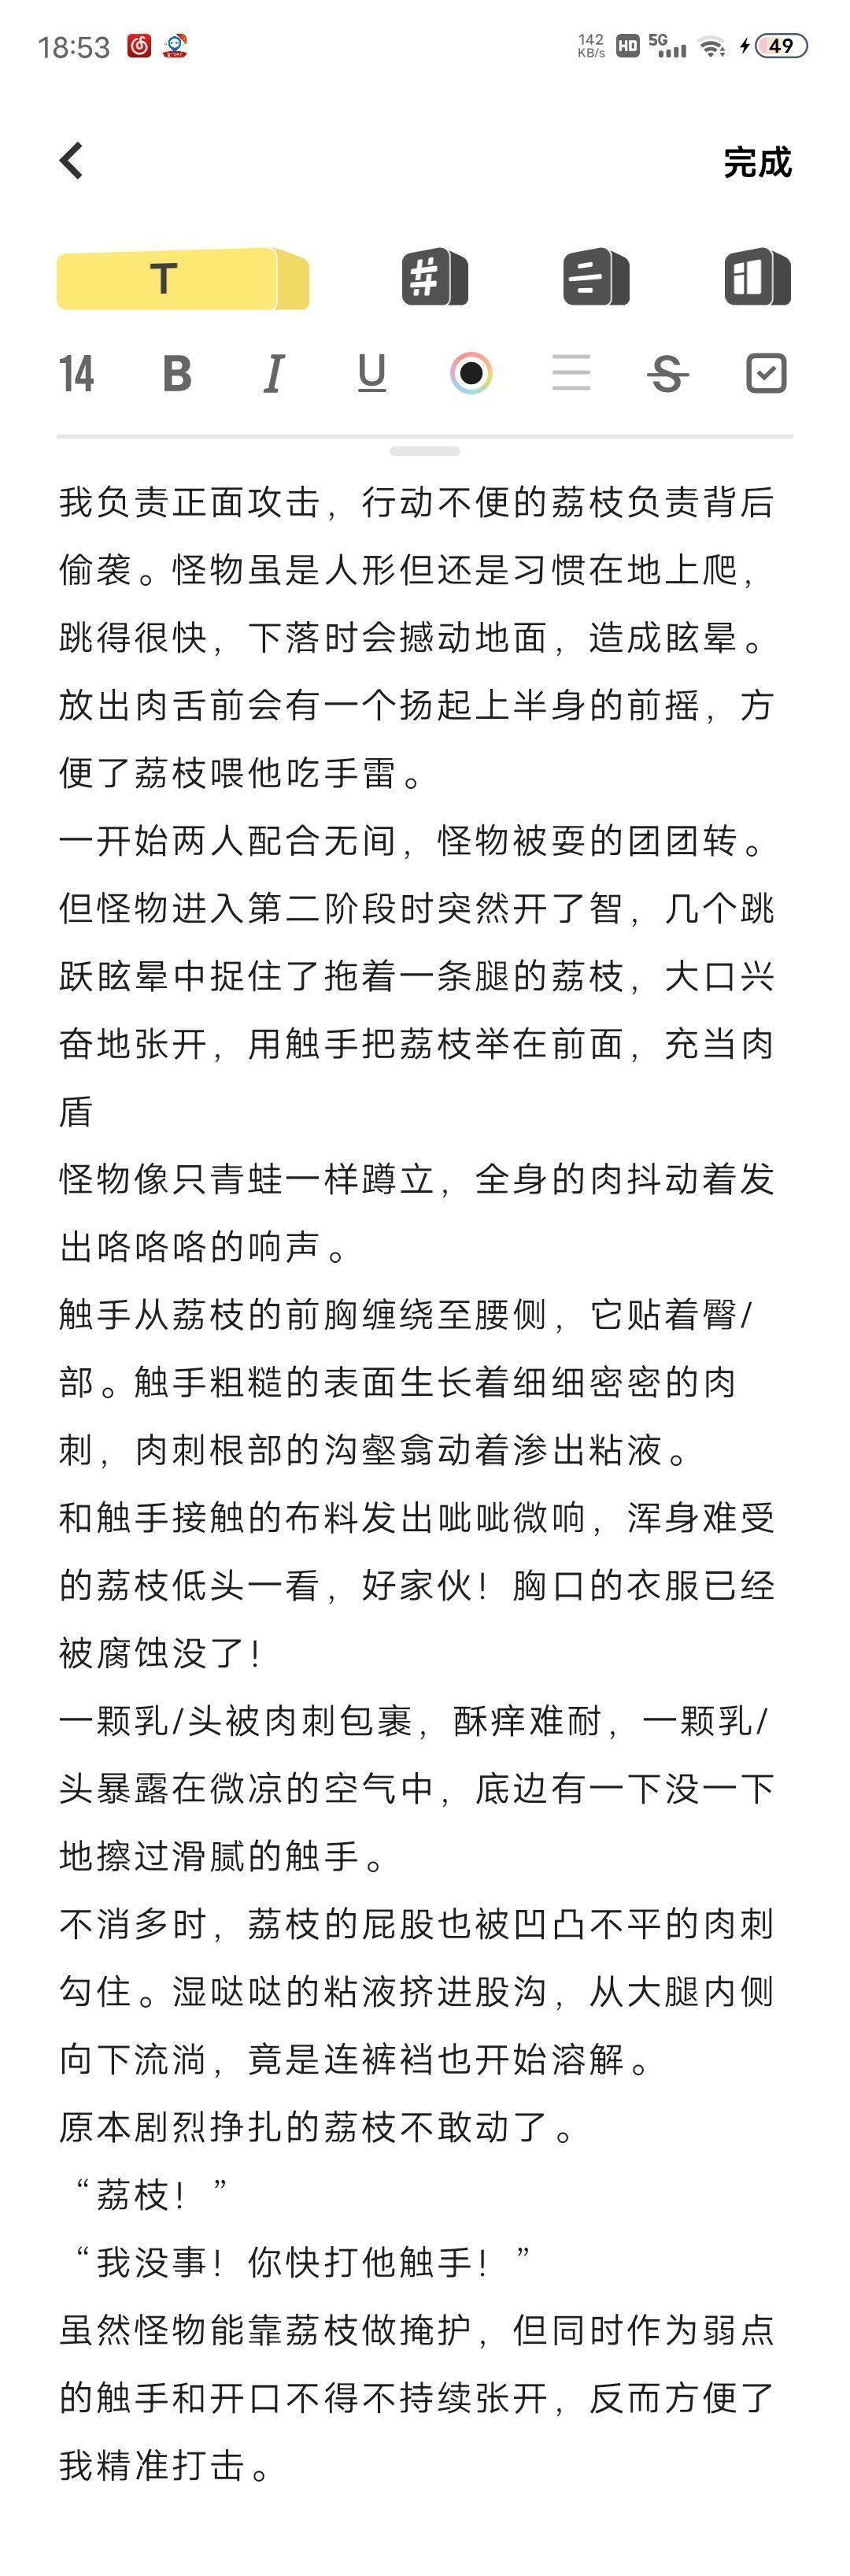 18:53
142
KB/s
HD
5G
49
完成
T
#
14 B I U S
我负责正面攻击，行动不便的荔枝负责背后
偷袭。怪物虽是人形但还是习惯在地上爬，
跳得很快，下落时会撼动地面，造成眩晕。
放出肉舌前会有一个扬起上半身的前摇，方
便了荔枝喂他吃手雷。
一开始两人配合无间，怪物被耍的团团转。
但怪物进入第二阶段时突然开了智，几个跳
跃眩晕中捉住了拖着一条腿的荔枝，大口兴
奋地张开，用触手把荔枝举在前面，充当肉
盾
怪物像只青蛙一样蹲立，全身的肉抖动着发
出咯咯咯的响声。
触手从荔枝的前胸缠绕至腰侧，它贴着臀/
部。触手粗糙的表面生长着细细密密的肉
刺，肉刺根部的沟壑翕动着渗出粘液。
和触手接触的布料发出呲呲微响，浑身难受
的荔枝低头一看，好家伙！胸口的衣服已经
被腐蚀没了！
一颗乳/头被肉刺包裹，酥痒难耐，一颗乳/
头暴露在微凉的空气中，底边有一下没一下
地擦过滑腻的触手。
不消多时，荔枝的屁股也被凹凸不平的肉刺
勾住。湿哒哒的粘液挤进股沟，从大腿内侧
向下流淌，竟是连裤裆也开始溶解。
原本剧烈挣扎的荔枝不敢动了。
“荔枝！”
“我没事！你快打他触手！”
虽然怪物能靠荔枝做掩护，但同时作为弱点
的触手和开口不得不持续张开，反而方便了
我精准打击。